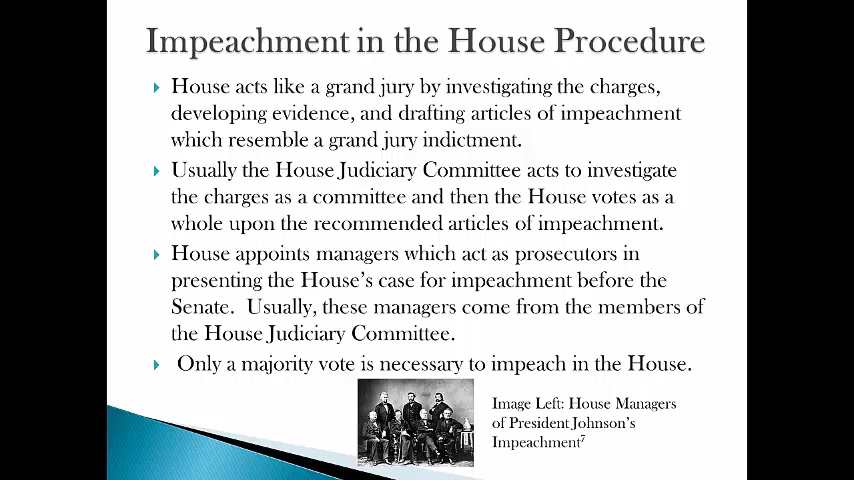 Impeachment in the House Procedure
House acts like a grand jury by investigating the charges,
developing evidence, and drafting articles of impeachment
which resemble a grand jury indictment.
Usually the House Judiciary Committee acts to investigate
the charges as a committee and then the House votes as a
whole upon the recommended articles of impeachment.
House appoints managers which act as prosecutors in
presenting the House's case for impeachment before the
Senate.  Usually, these managers come from the members of
the House Judiciary Committee.
Only a majority vote is necessary to impeach in the House.
Image Left: House Managers
of President Johnson's
Impeachment⁷